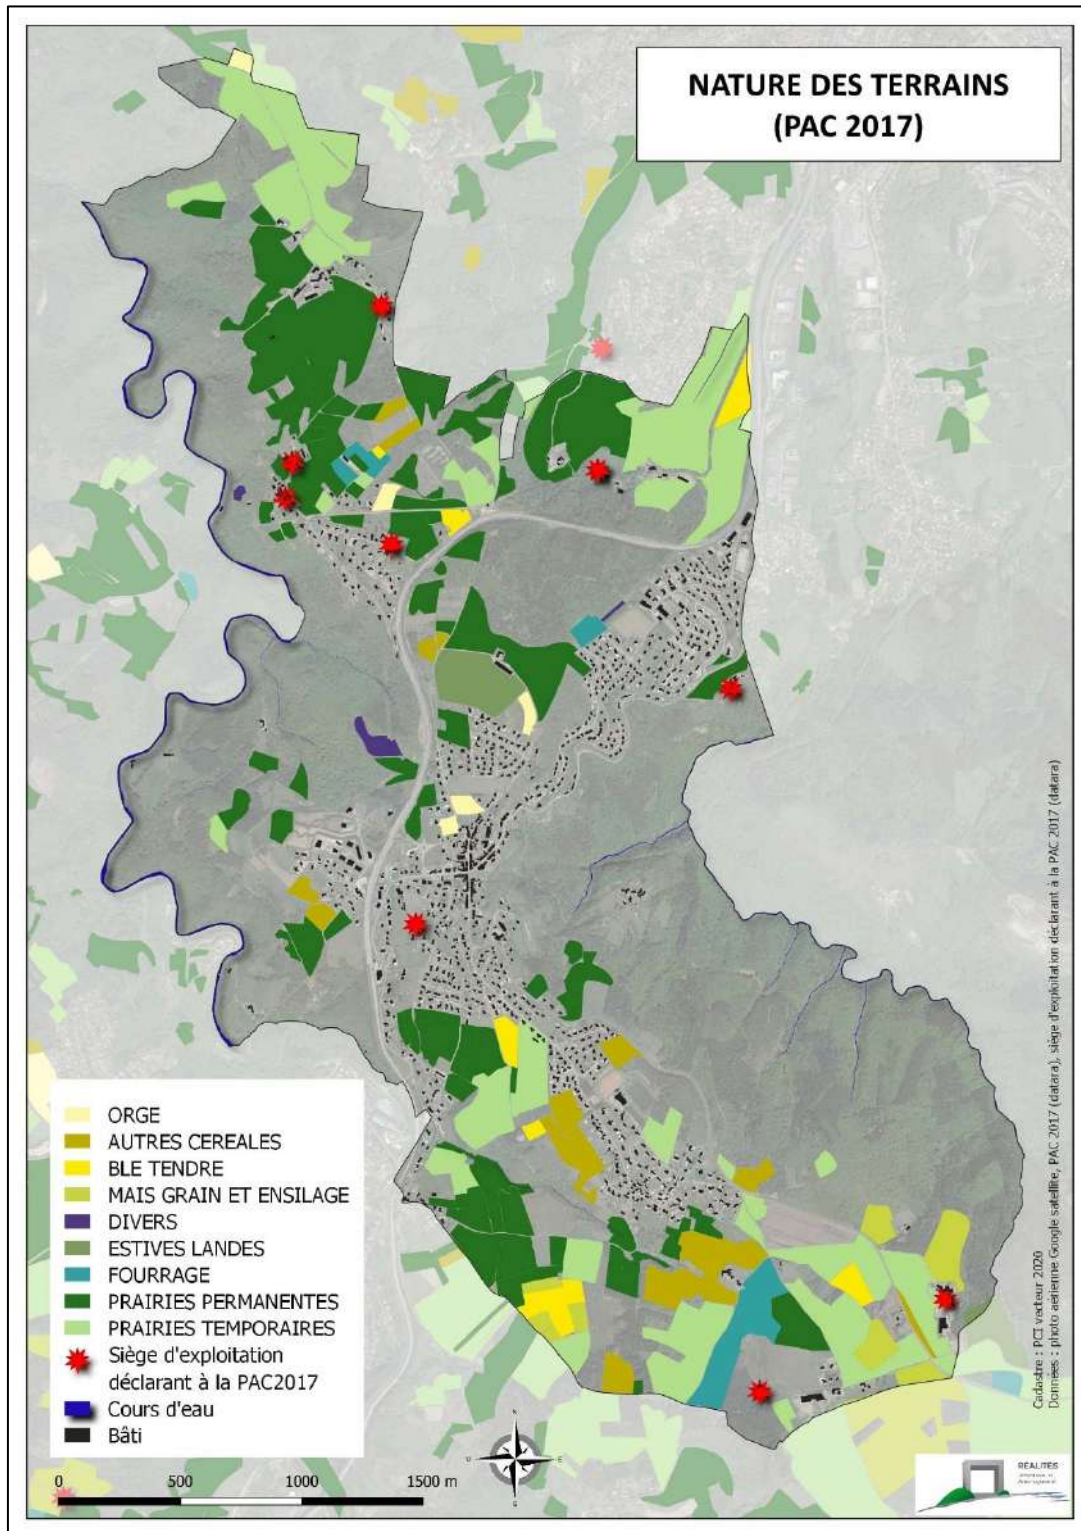 NATURE DES TERRAINS
(PAC 2017)
ORGE
AUTRES CEREALES
BLE TENDRE
MAIS GRAIN ET ENSILAGE
DIVERS
ESTIVES LANDES
FOURRAGE
PRAIRIES PERMANENTES
PRAIRIES TEMPORAIRES
Siège d'exploitation
déclarant à la PAC2017
Cours d'eau
Bâti
0 500 1000 1500 m
N
E
S
Cadastre : PCI vecteur 2020
Données : photo aérienne Google satellite, PAC 2017 (datara), siège d'exploitation déclarant à la PAC 2017 (datara)
RÉALITÉS